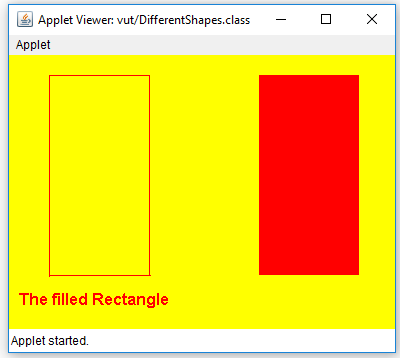 Applet Viewer: vut/DifferentShapes.class
Applet
The filled Rectangle
Applet started.